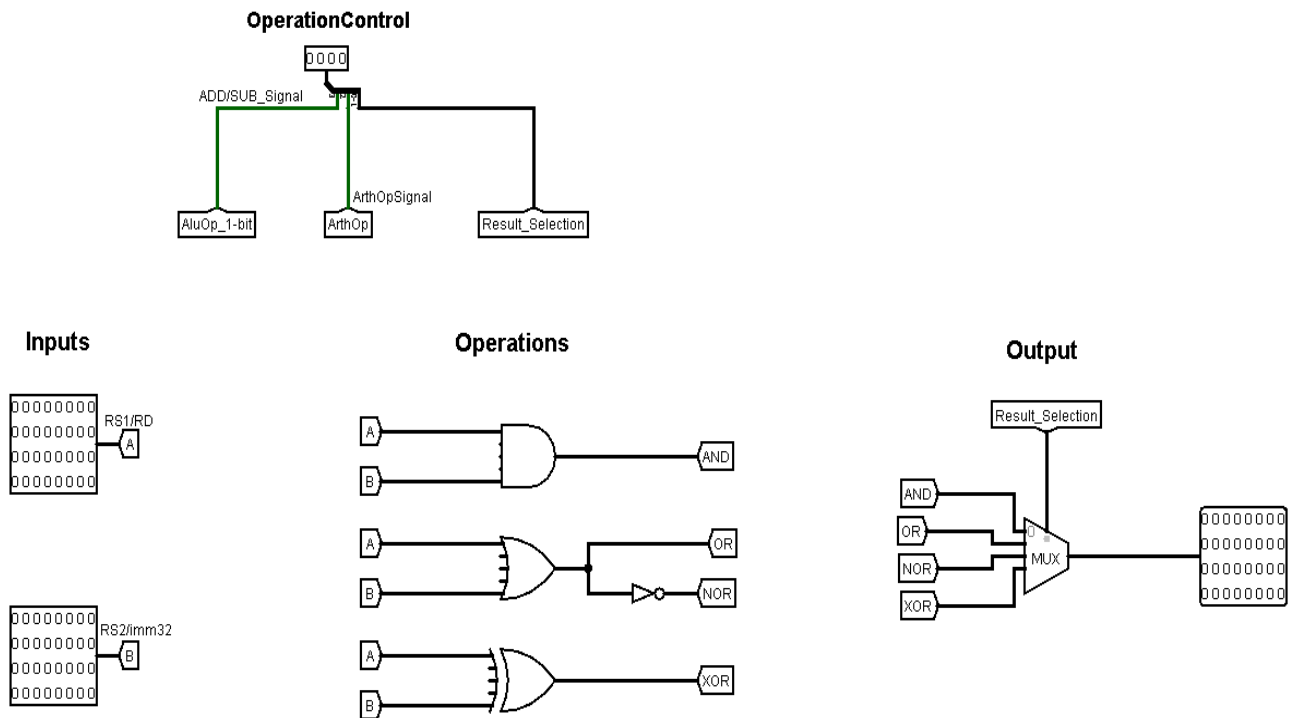 OperationControl
0000
ADD/SUB_Signal
ArthOpSignal
AluOp_1-bit
ArthOp
Result_Selection
Inputs
Operations
Output
00000000
00000000
00000000
00000000
RS1/RD
A
A
B
AND
Result_Selection
AND
OR
NOR
XOR
0
MUX
00000000
00000000
00000000
00000000
A
B
OR
NOR
00000000
00000000
00000000
00000000
RS2/imm32
B
A
B
XOR